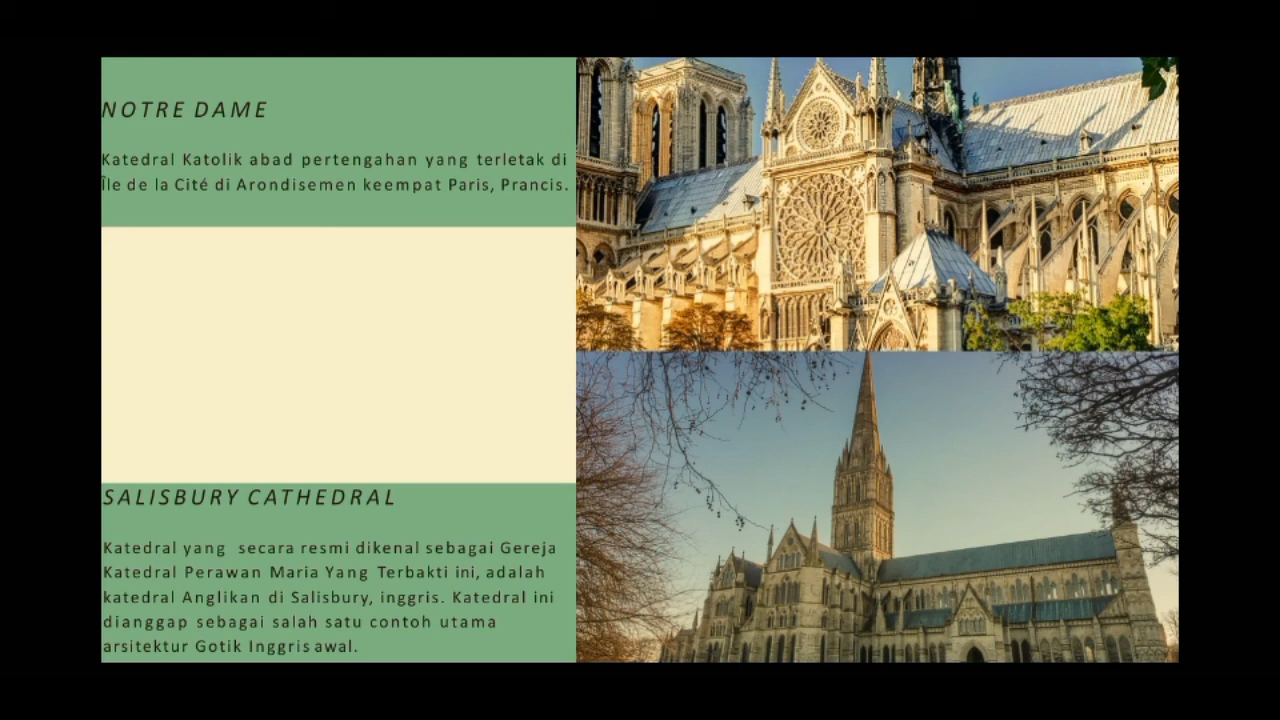 NOTRE DAME
Katedral Katolik abad pertengahan yang terletak di
Île de la Cité di Arondisemen keempat Paris, Prancis.
SALISBURY CATHEDRAL
Katedral yang secara resmi dikenal sebagai Gereja
Katedral Perawan Maria Yang Terbakti ini, adalah
katedral Anglikan di Salisbury, inggris. Katedral ini
dianggap sebagai salah satu contoh utama
arsitektur Gotik Inggris awal.